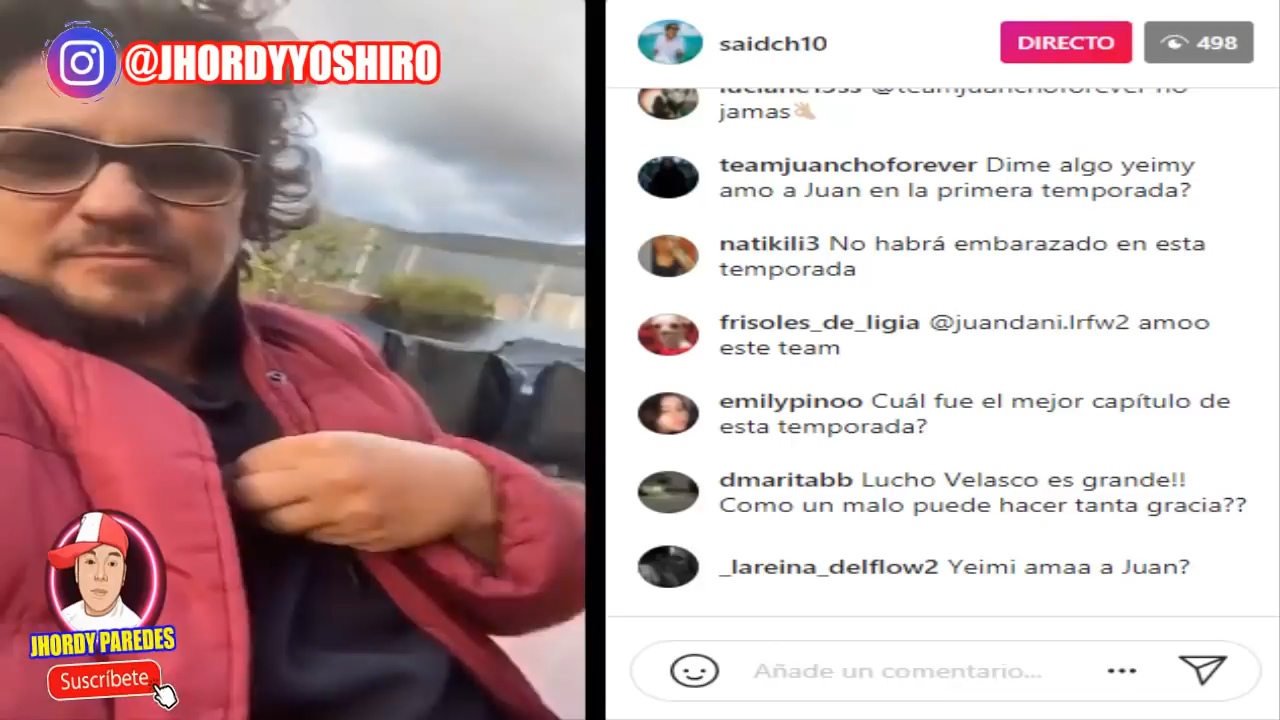 @JHORDYYOSHIRO
JHORDY PAREDES
Suscríbete
saidch10
DIRECTO
498
@teamjuanchoforever no
jamas👌🏻
teamjuanchoforever Dime algo yeimy
amo a Juan en la primera temporada?
natikili3 No habrá embarazado en esta
temporada
frisoles_de_ligia @juandani.lrfw2 amoo
este team
emilypinoo Cuál fue el mejor capítulo de
esta temporada?
dmaritabb Lucho Velasco es grande!!
Como un malo puede hacer tanta gracia??
_lareina_delflow2 Yeimi amaa a Juan?
Añade un comentario...